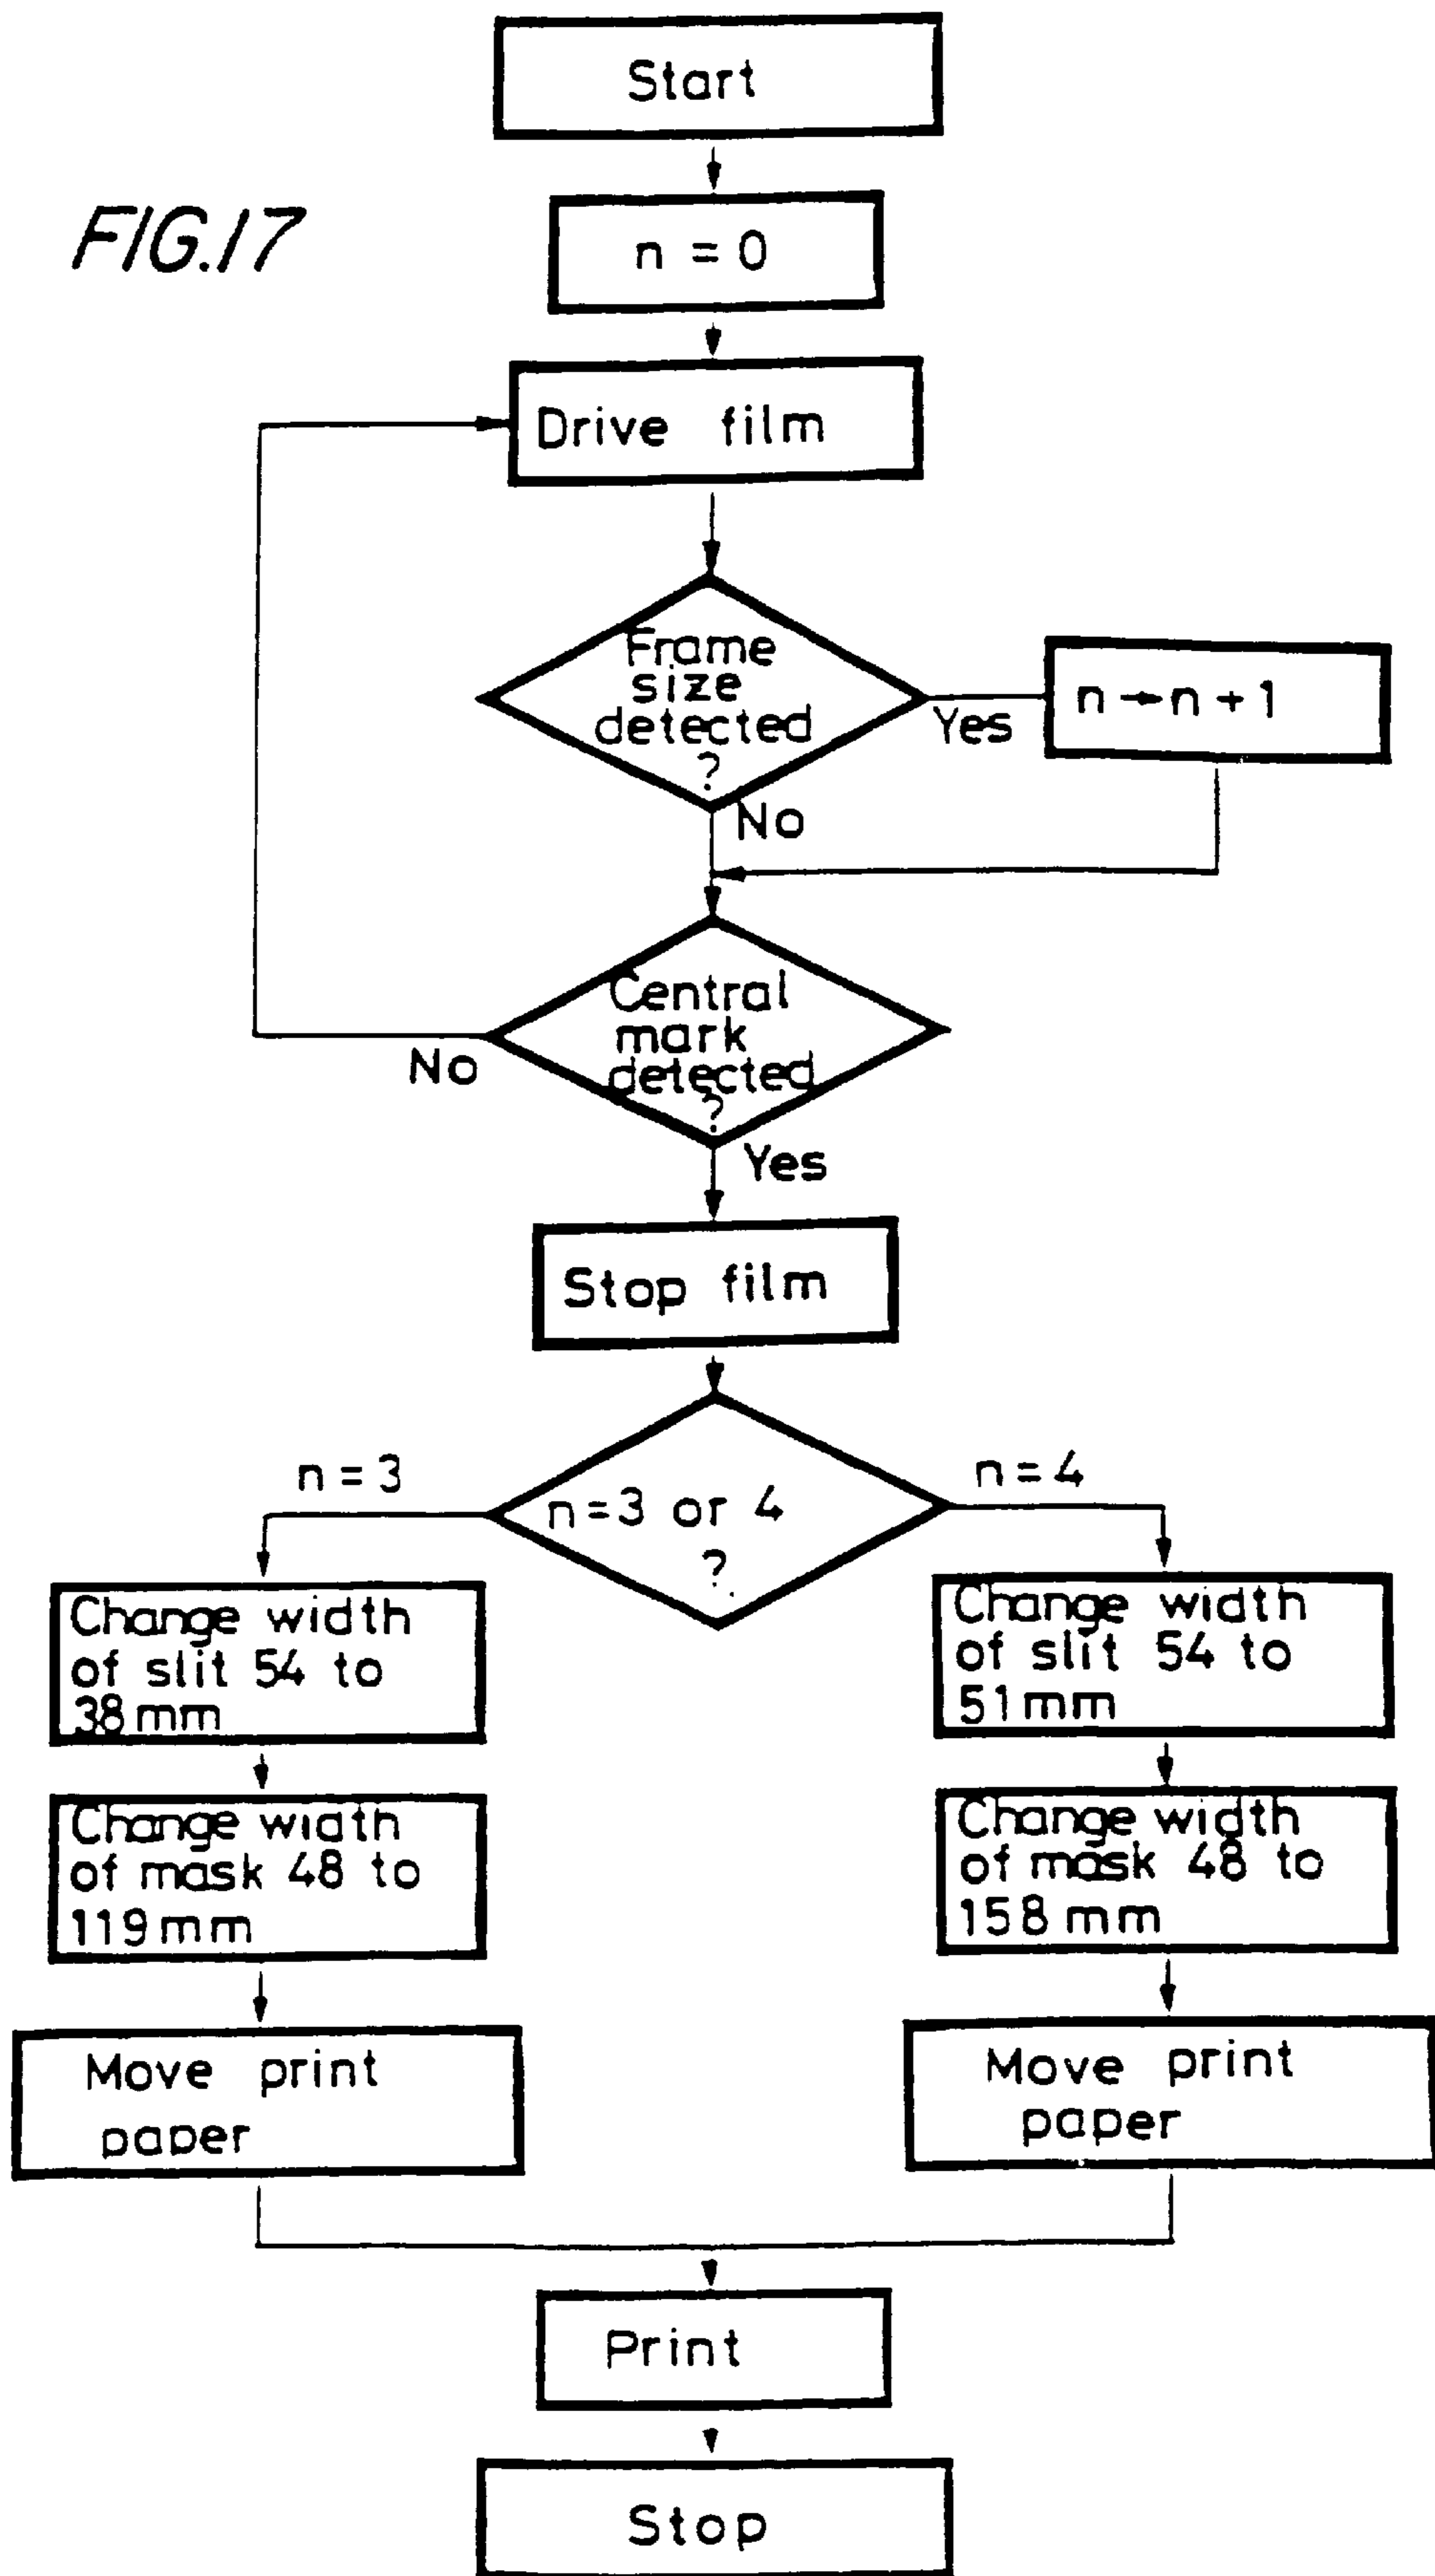 Start
FIG.17
n = 0
Drive film
Frame
size
detected
?
Yes
n → n + 1
No
Central
mark
detected
?
No
Yes
Stop film
n = 3
n = 4
n = 3 or 4
?
Change width
of slit 54 to
38 mm
Change width
of slit 54 to
51 mm
Change width
of mask 48 to
119 mm
Change width
of mask 48 to
158 mm
Move print
paper
Move print
paper
Print
Stop